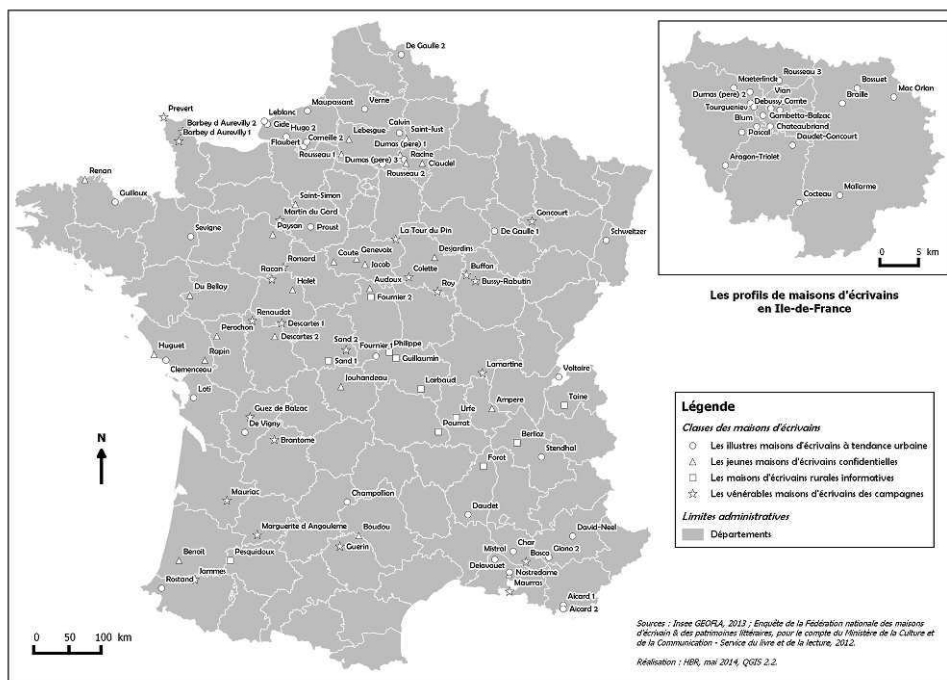 De Gaulle 2
Prevert
Barbey d Aurevilly 2
Barbey d Aurevilly 1
Leblanc
Maupassant
Verne
Gide
Hugo 2
Corneille 2
Flaubert
Rousseau 1
Lebesgue
Calvin
Saint-Just
Dumas (pere) 1
Dumas (pere) 3
Racine
Claudel
Rousseau 2
Renan
Guilloux
Saint-Simon
Martin du Gard
Paysan
Proust
Sevigne
Goncourt
De Gaulle 1
Schweitzer
La Tour du Pin
Desjardins
Ronsard
Racan
Coute
Genevoix
Jacob
Colette
Buffon
Bussy-Rabutin
Halet
Audoux
Fournier 2
Roy
Du Bellay
Renaudot
Descartes 1
Descartes 2
Perochon
Rapin
Huguet
Clemenceau
Sand 2
Fournier 1
Philippe
Guillaumin
Sand 1
Jouhandeau
Larbaud
Lamartine
Voltaire
Taine
Loti
Guez de Balzac
De Vigny
Brantome
Urfe
Ampere
Pourrat
Berlioz
Stendhal
Forot
Mauriac
Champollion
Daudet
Marguerite d Angouleme
Boudou
Guerin
Benoit
Pesquidoux
Jammes
Rostand
David-Neel
Char
Mistral
Bosco
Giono 2
Delavouet
Nostredame
Maurras
Aicard 1
Aicard 2
N
0 50 100 km
Maeterlinck
Rousseau 3
Dumas (pere) 2
Vian
Bossuet
Mac Orlan
Braille
Tourgueniev
Debussy
Comte
Blum
Gambetta-Balzac
Pascal
Chateaubriand
Daudet-Goncourt
Aragon-Triolet
Cocteau
Mallarme
0 5 km
Les profils de maisons d'écrivains
en Ile-de-France
Légende
Classes des maisons d'écrivains
Les illustres maisons d'écrivains à tendance urbaine
Les jeunes maisons d'écrivains confidentielles
Les maisons d'écrivains rurales informatives
Les vénérables maisons d'écrivains des campagnes
Limites administratives
Départements
Sources : Insee GEOFLA, 2013 ; Enquête de la Fédération nationale des maisons
d'écrivain & des patrimoines littéraires, pour le compte du Ministère de la Culture et
de la Communication - Service du livre et de la lecture, 2012.
Réalisation : HBR, mai 2014, QGIS 2.2.